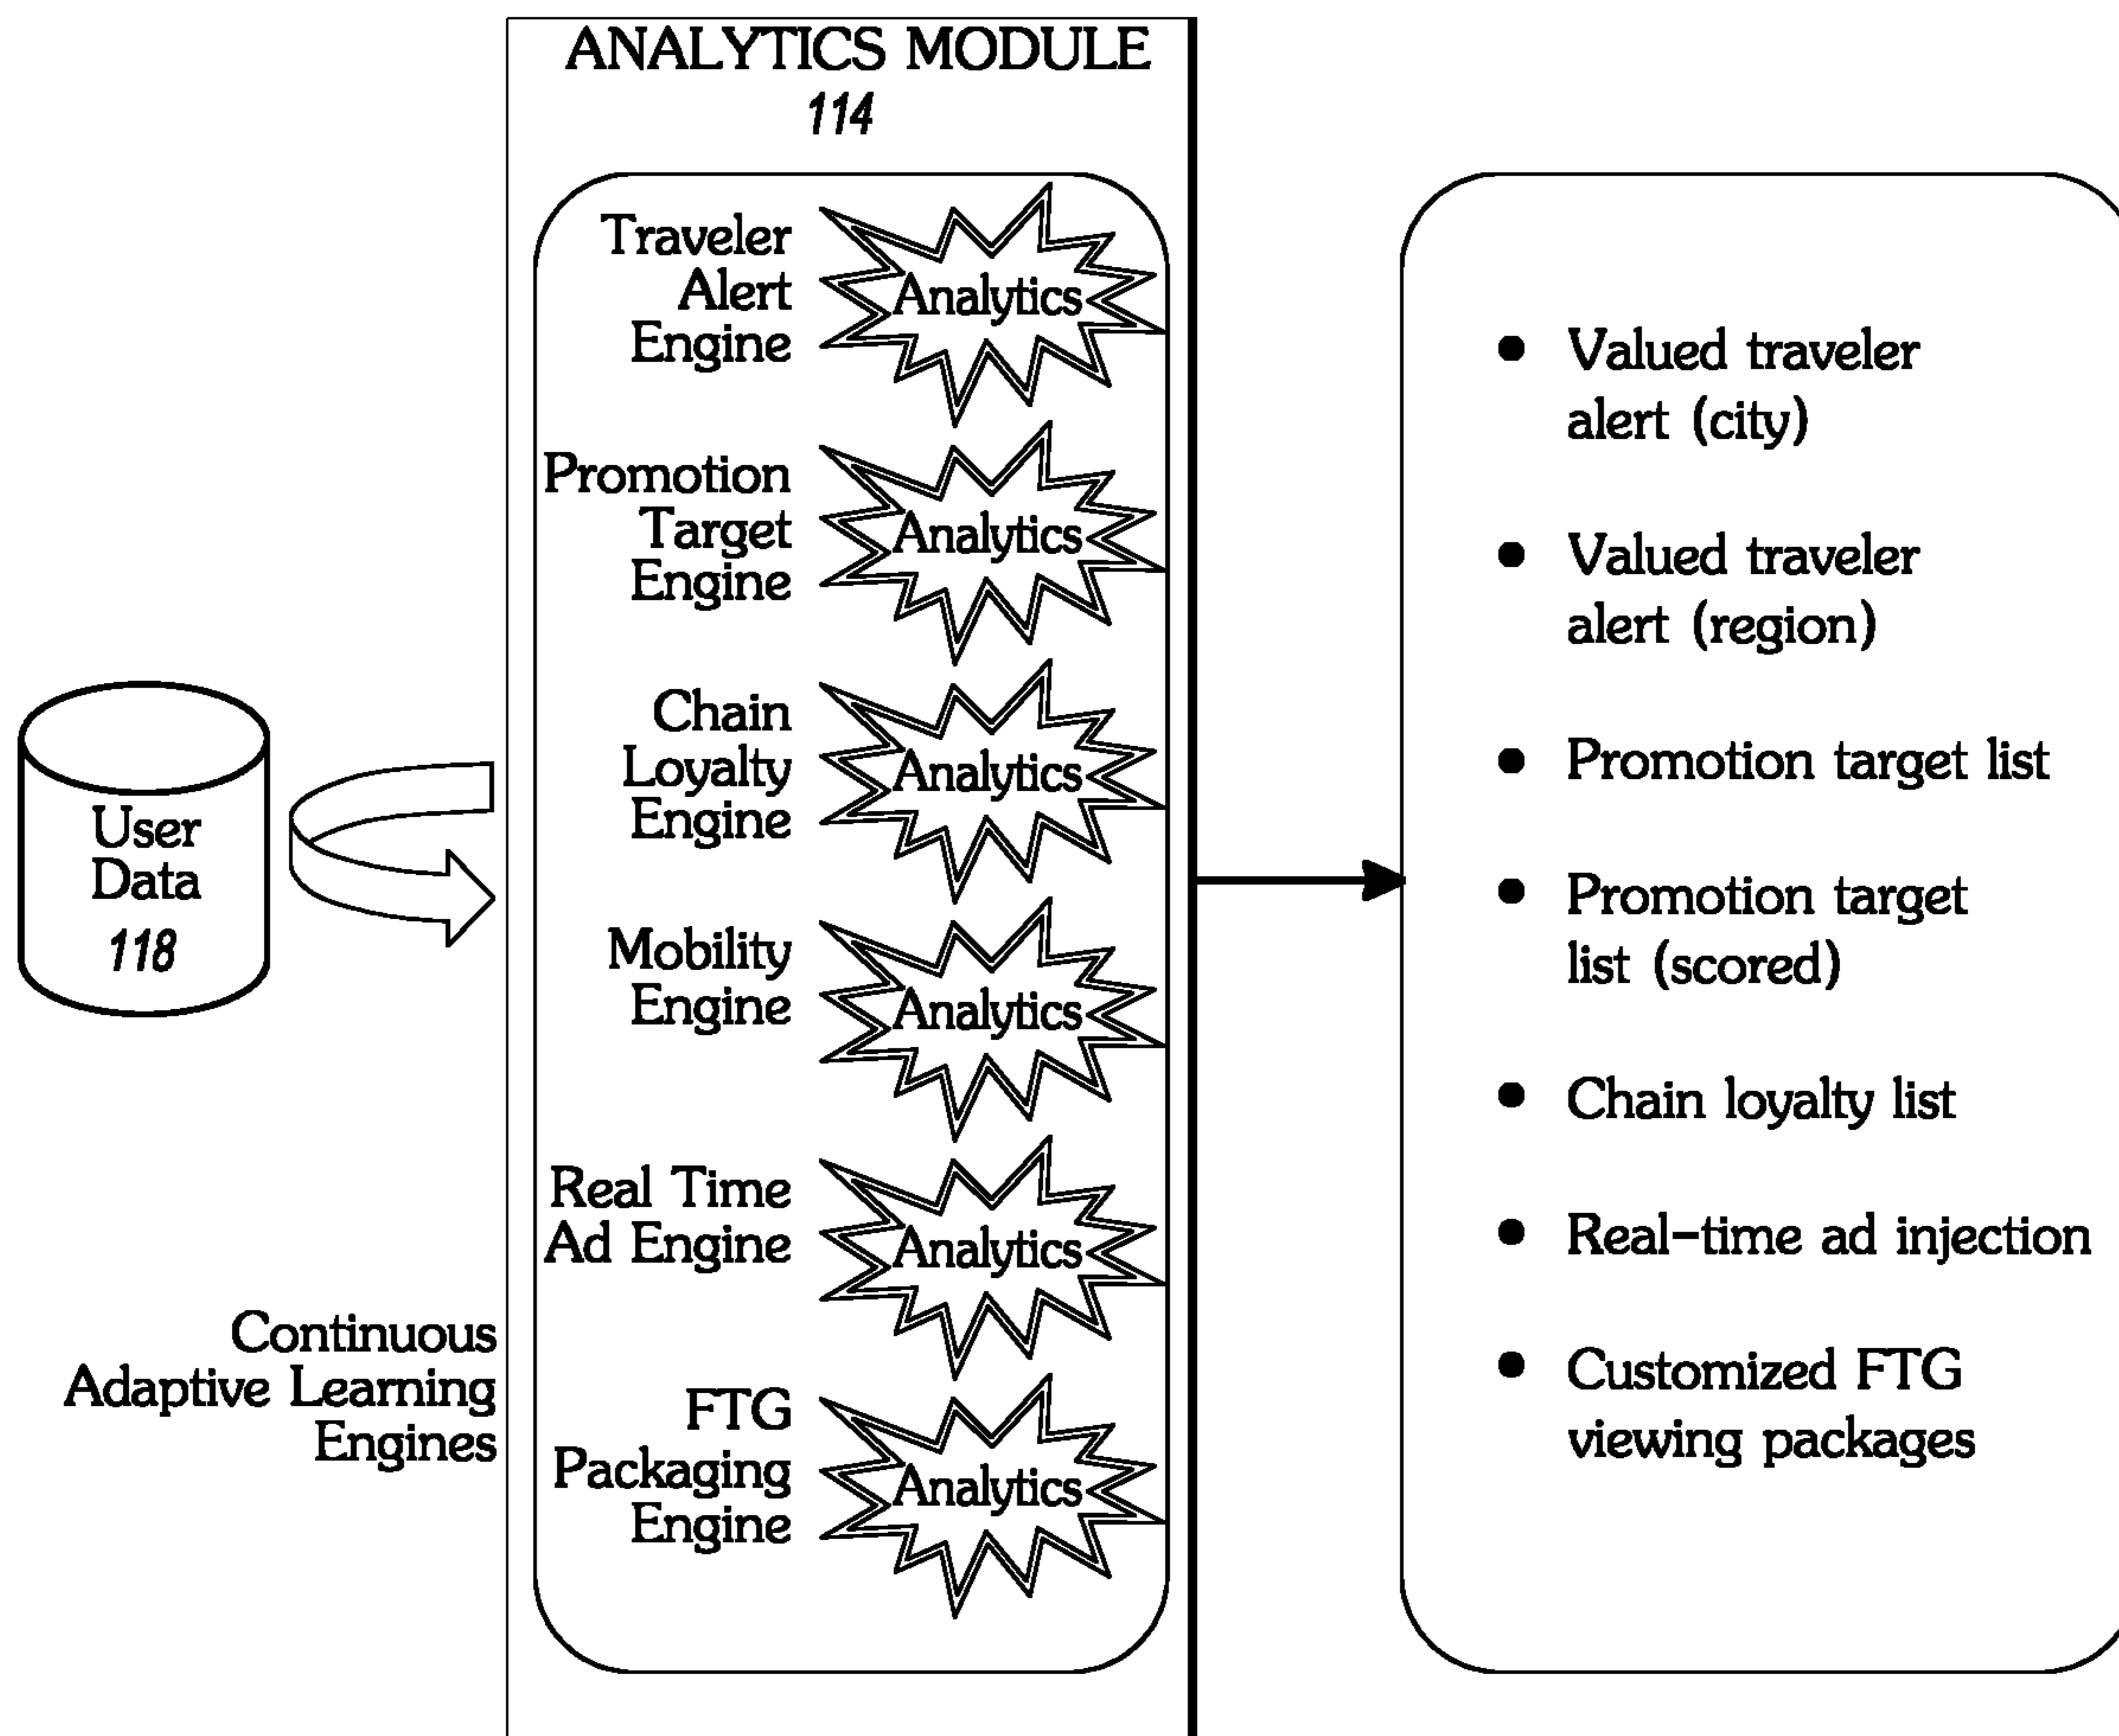 ANALYTICS MODULE
114
Traveler
Alert
Engine
Analytics
Promotion
Target
Engine
Analytics
Chain
Loyalty
Engine
Analytics
Mobility
Engine
Analytics
Real Time
Ad Engine
Analytics
FTG
Packaging
Engine
Analytics
User
Data
118
Continuous
Adaptive Learning
Engines
• Valued traveler
alert (city)
• Valued traveler
alert (region)
• Promotion target list
• Promotion target
list (scored)
• Chain loyalty list
• Real-time ad injection
• Customized FTG
viewing packages